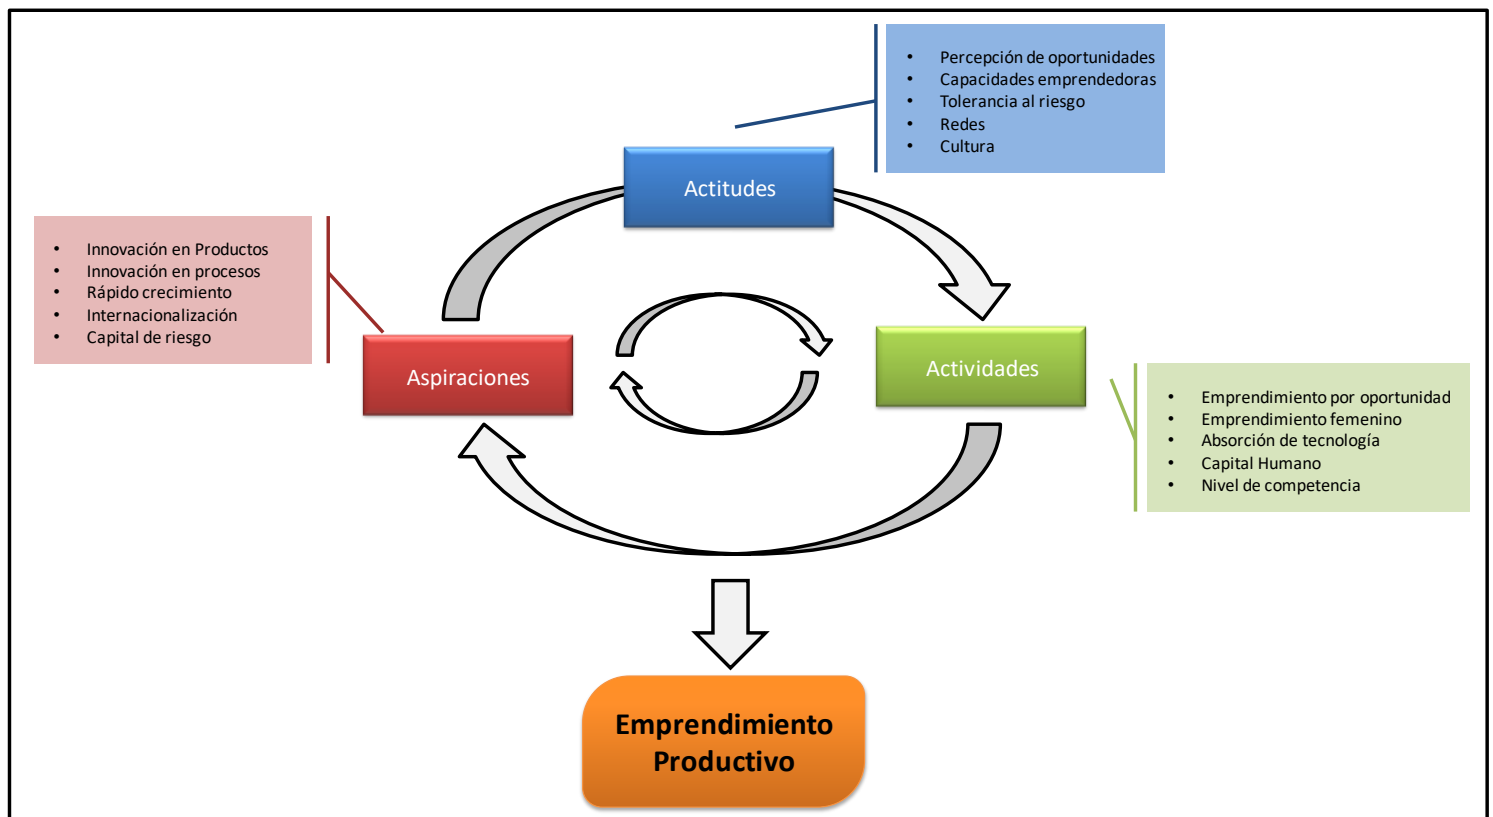 • Percepción de oportunidades
• Capacidades emprendedoras
• Tolerancia al riesgo
• Redes
• Cultura
Actitudes
• Innovación en Productos
• Innovación en procesos
• Rápido crecimiento
• Internacionalización
• Capital de riesgo
Aspiraciones
Actividades
• Emprendimiento por oportunidad
• Emprendimiento femenino
• Absorción de tecnología
• Capital Humano
• Nivel de competencia
Emprendimiento
Productivo